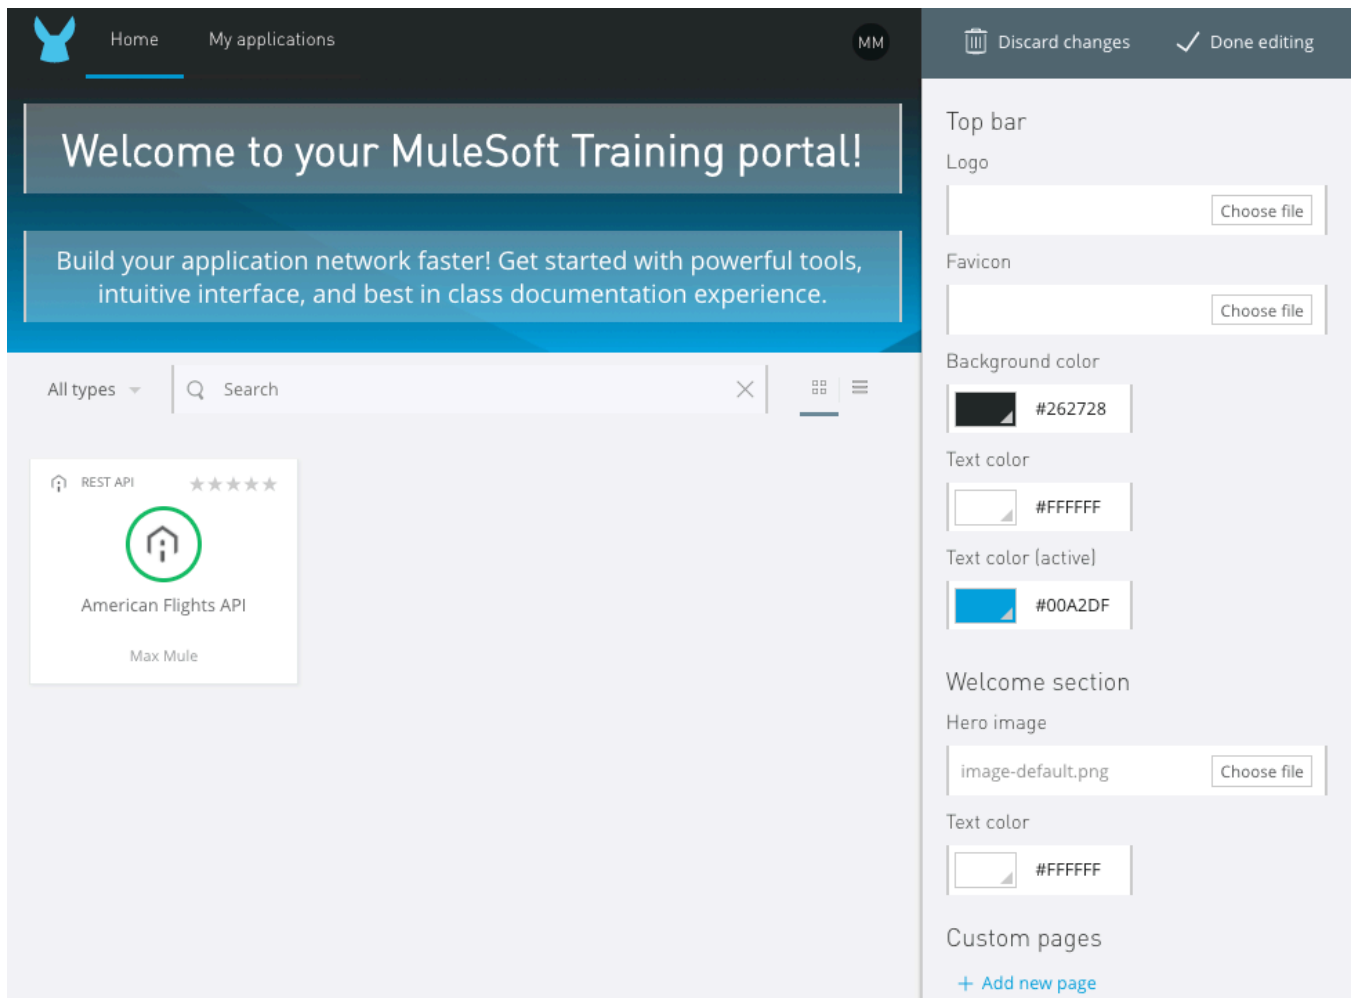 Home
My applications
MM
Discard changes
Done editing
Welcome to your MuleSoft Training portal!
Build your application network faster! Get started with powerful tools,
intuitive interface, and best in class documentation experience.
All types
Search
REST API
American Flights API
Max Mule
Top bar
Logo
Choose file
Favicon
Choose file
Background color
#262728
Text color
#FFFFFF
Text color (active)
#00A2DF
Welcome section
Hero image
image-default.png
Choose file
Text color
#FFFFFF
Custom pages
+ Add new page